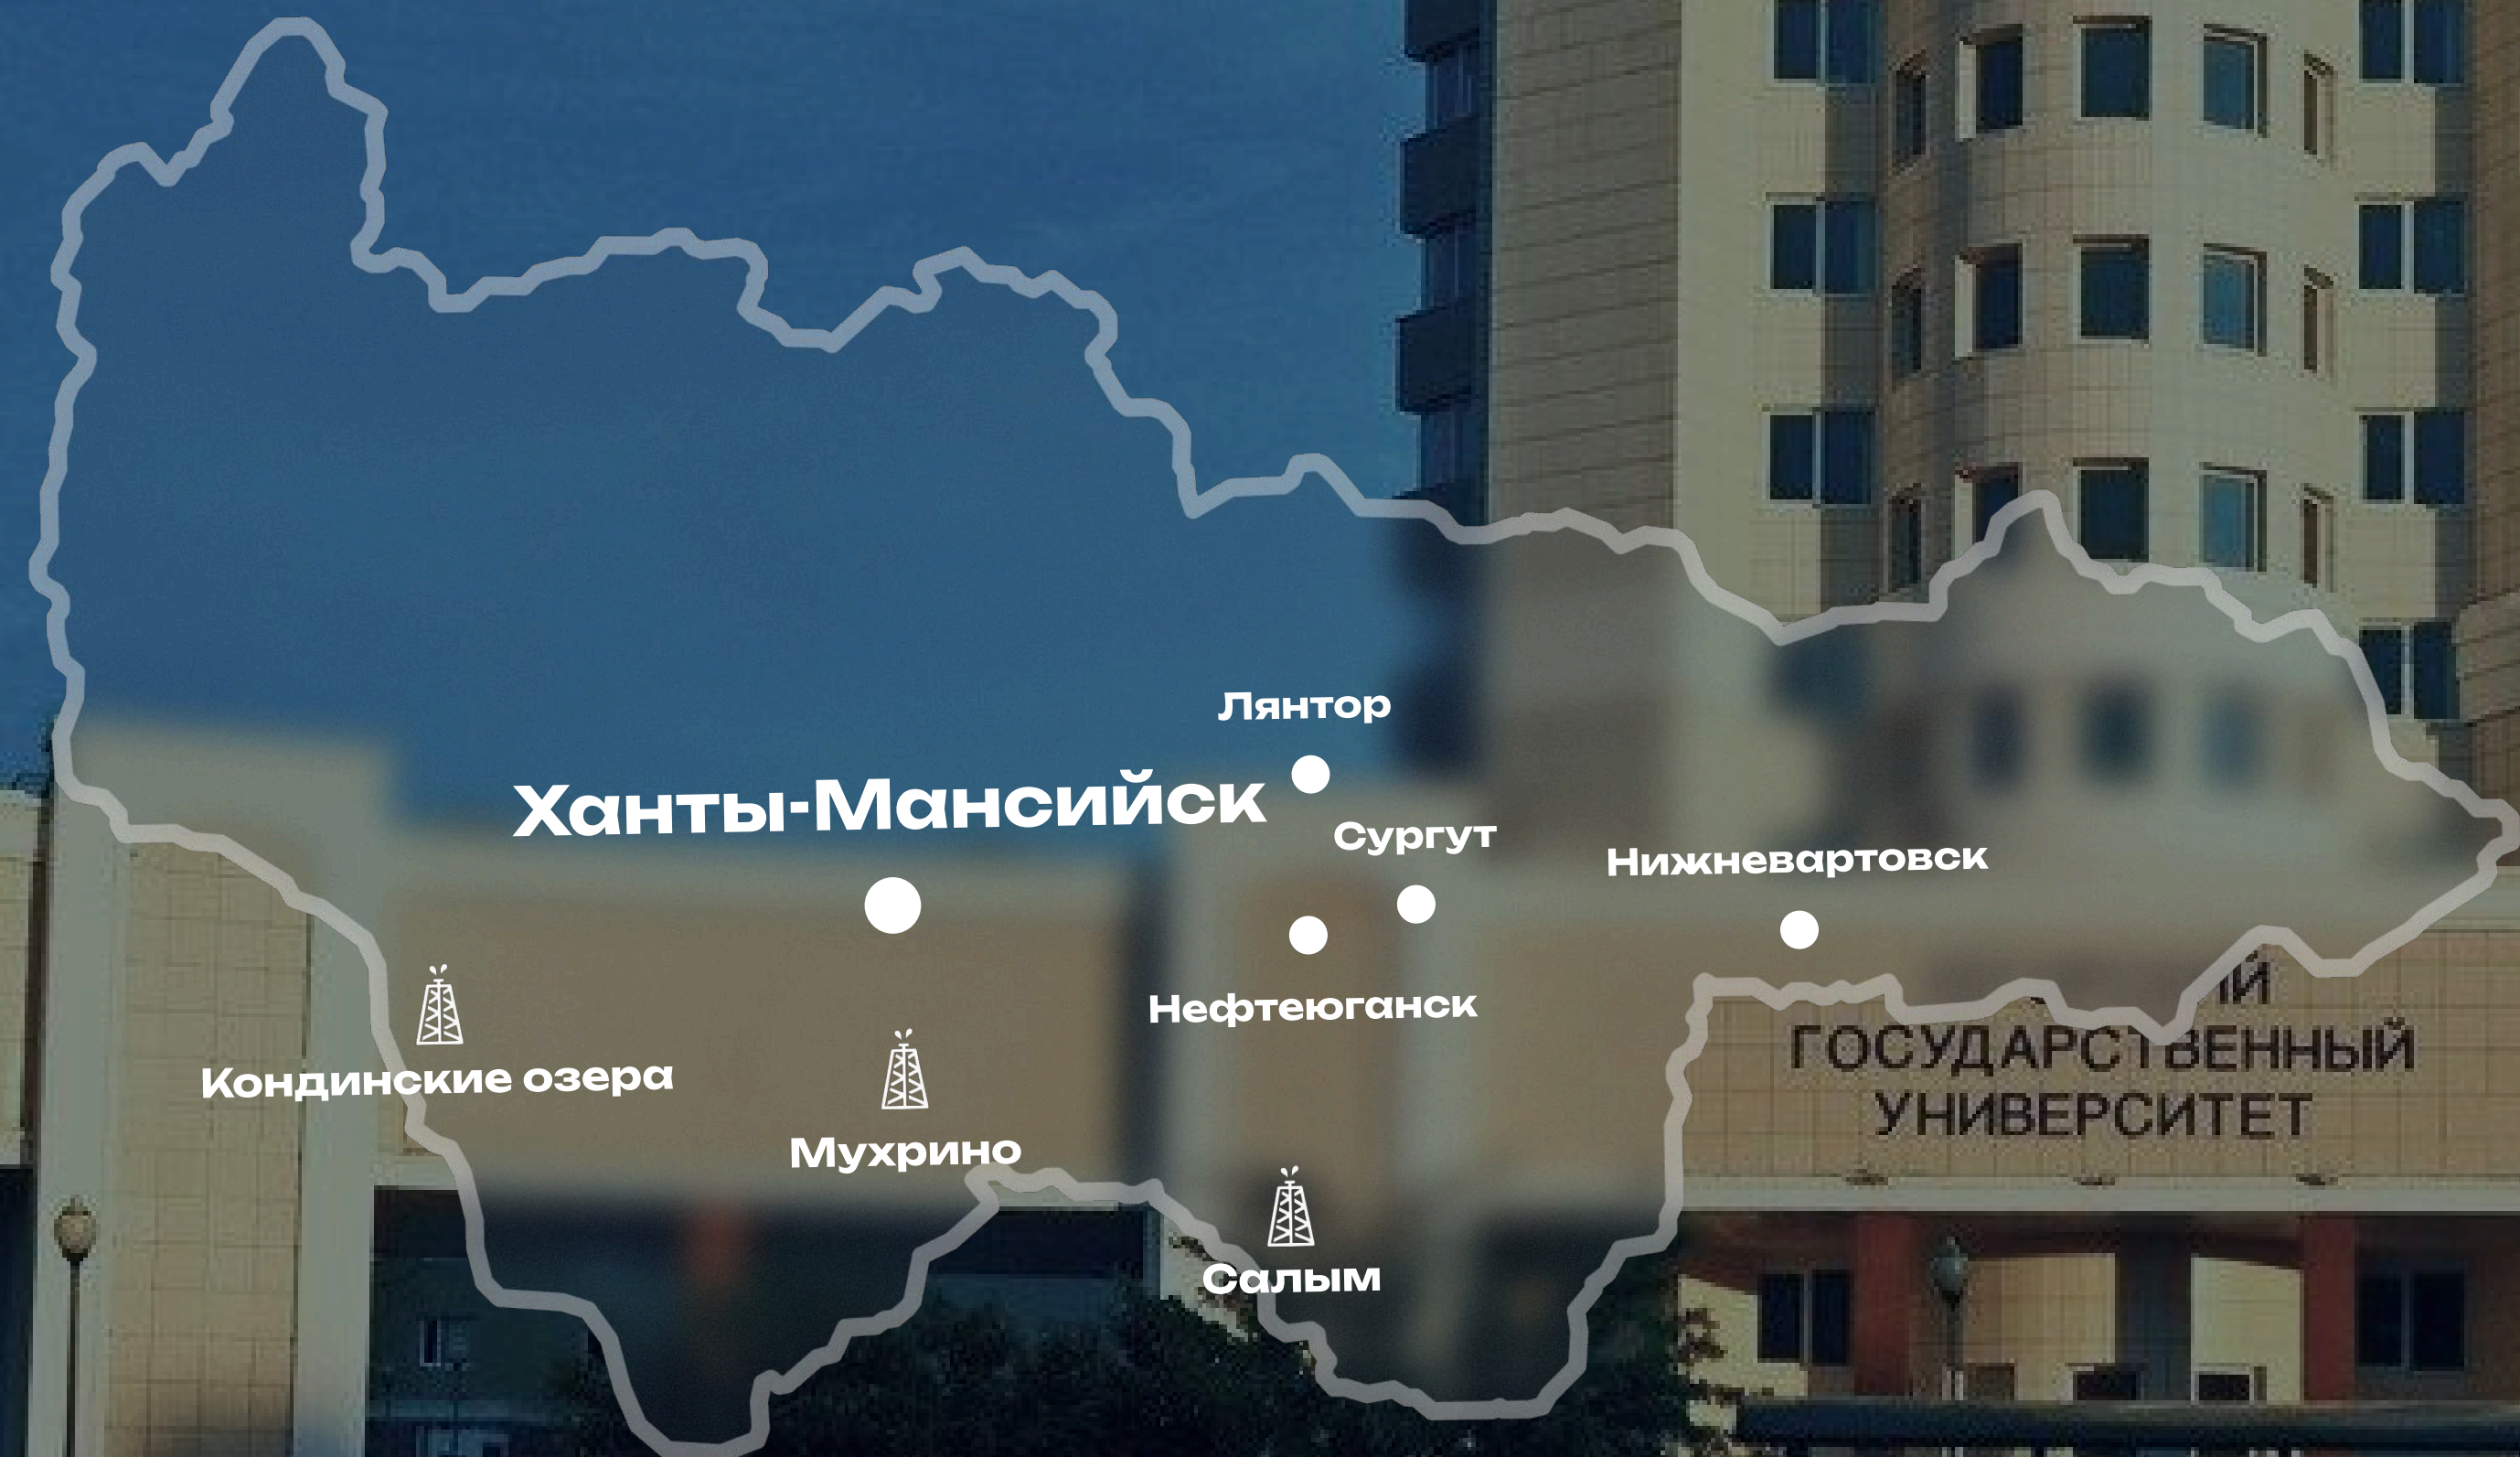 Лянтор
Ханты-Мансийск
Сургут
Нижневартовск
Нефтеюганск
Кондинские озера
Мухрино
Салым
ГОСУДАРСТВЕННЫЙ
УНИВЕРСИТЕТ